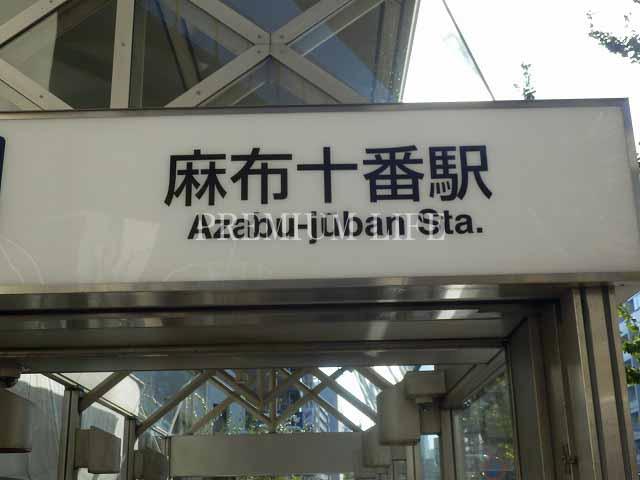 麻布十番駅
Azabu-juban Sta.
PREMIUM LIFE